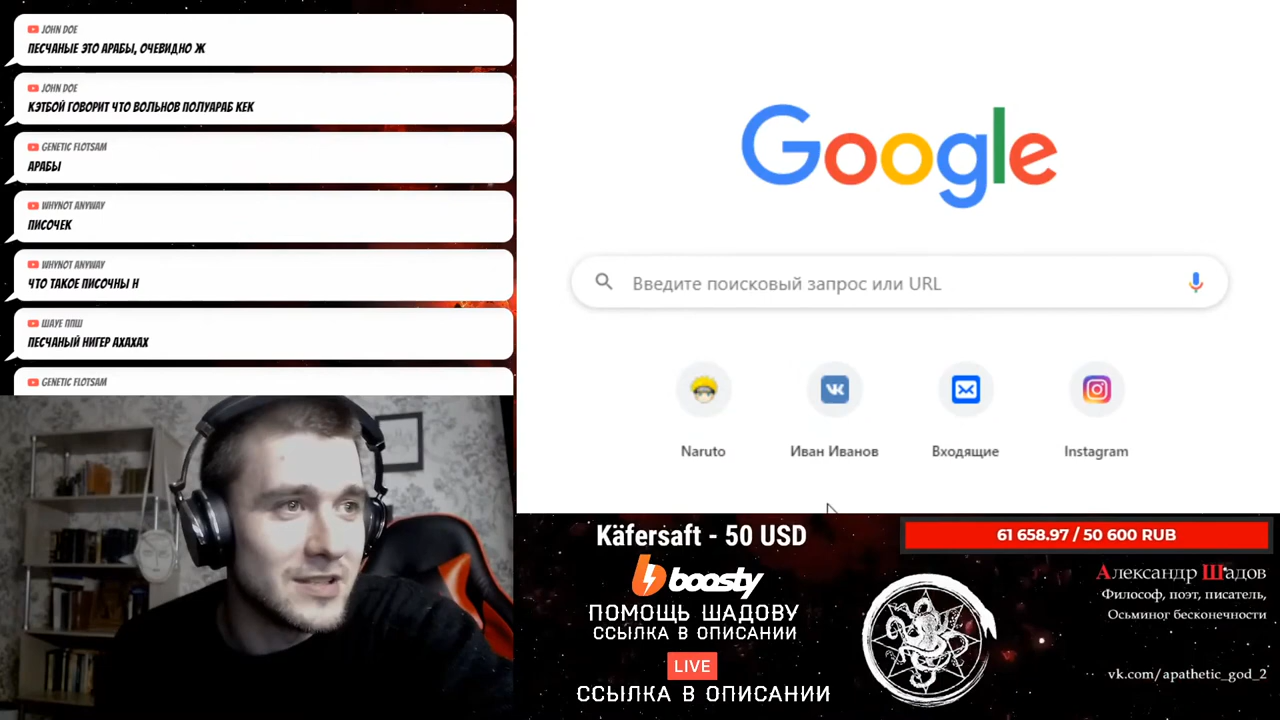 JOHN DOE
ПЕСЧАНЫЕ ЭТО АРАБЫ, ОЧЕВИДНО Ж
JOHN DOE
КЭТБОЙ ГОВОРИТ ЧТО ВОЛЬНОВ ПОЛУАРАБ КЕК
GENETIC FLOTSAM
АРАБЫ
WHYNOT ANYWAY
ПИСОЧЕК
WHYNOT ANYWAY
ЧТО ТАКОЕ ПИСОЧНЫ Н
ШАУЕ ППШ
ПЕСЧАНЫЙ НИГЕР АХАХАХ
GENETIC FLOTSAM
Google
Введите поисковый запрос или URL
Naruto
Иван Иванов
Входящие
Instagram
Käfersaft - 50 USD
boosty
ПОМОЩЬ ШАДОВУ
ССЫЛКА В ОПИСАНИИ
LIVE
ССЫЛКА В ОПИСАНИИ
61 658.97 / 50 600 RUB
Александр Шадов
Философ, поэт, писатель,
Осьминог бесконечности
vk.com/apathetic_god_2